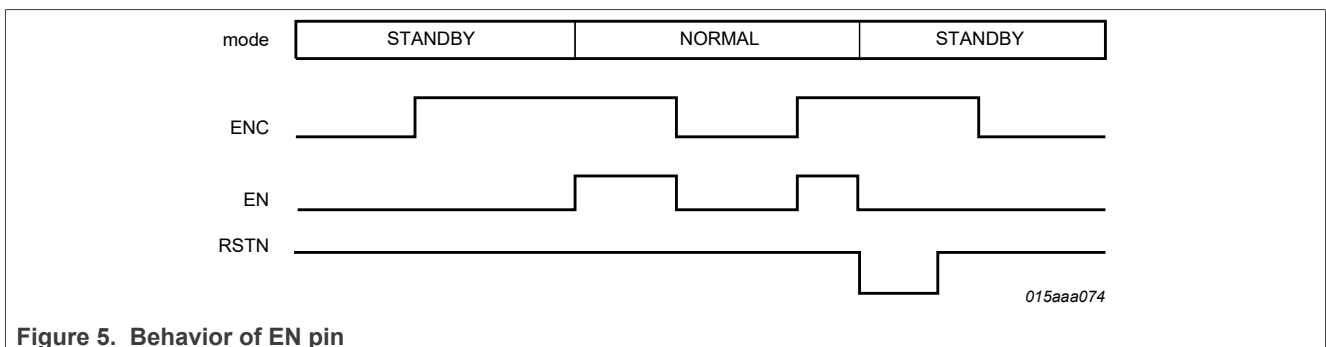 mode STANDBY NORMAL STANDBY
ENC
EN
RSTN
015aaa074
Figure 5. Behavior of EN pin